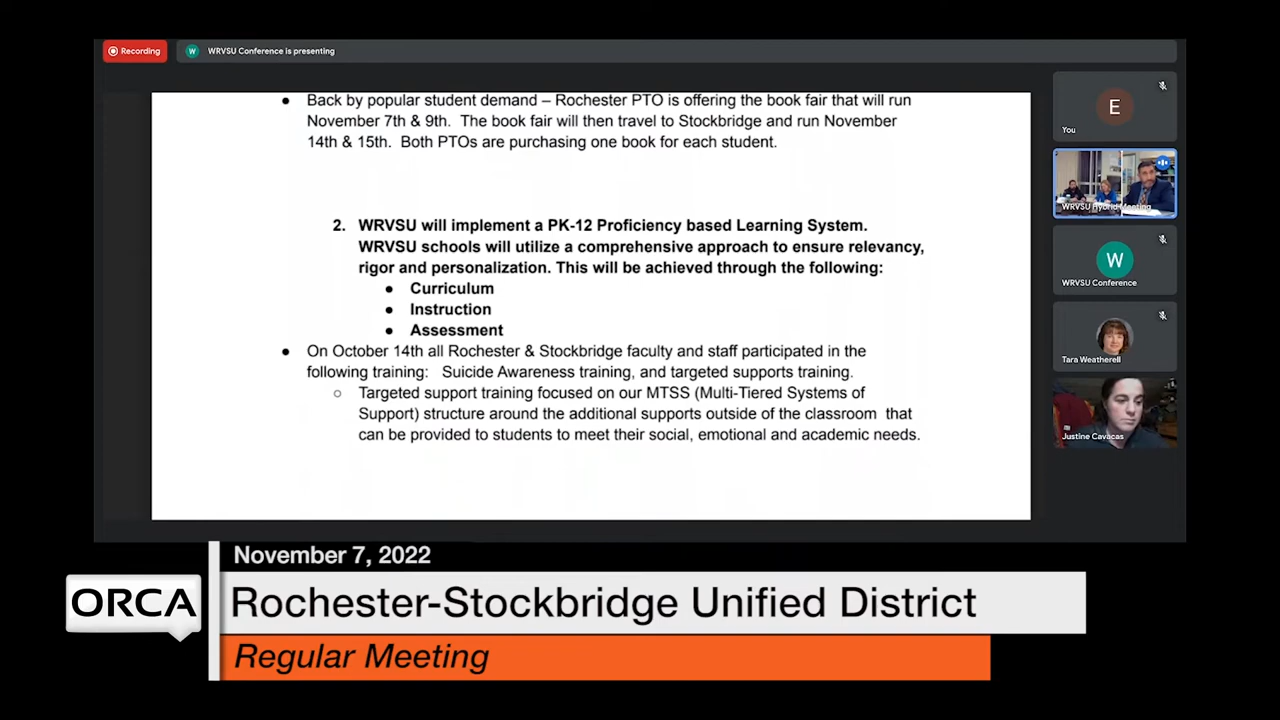 Recording
W
WRVSU Conference is presenting
● Back by popular student demand – Rochester PTO is offering the book fair that will run
November 7th & 9th. The book fair will then travel to Stockbridge and run November
14th & 15th. Both PTOs are purchasing one book for each student.
2. WRVSU will implement a PK-12 Proficiency based Learning System.
WRVSU schools will utilize a comprehensive approach to ensure relevancy,
rigor and personalization. This will be achieved through the following:
● Curriculum
● Instruction
● Assessment
● On October 14th all Rochester & Stockbridge faculty and staff participated in the
following training: Suicide Awareness training, and targeted supports training.
○ Targeted support training focused on our MTSS (Multi-Tiered Systems of
Support) structure around the additional supports outside of the classroom that
can be provided to students to meet their social, emotional and academic needs.
E
You
WRVSU Hybrid Meeting
W
WRVSU Conference
Tara Weatherell
Justine Cavacas
November 7, 2022
ORCA
Rochester-Stockbridge Unified District
Regular Meeting